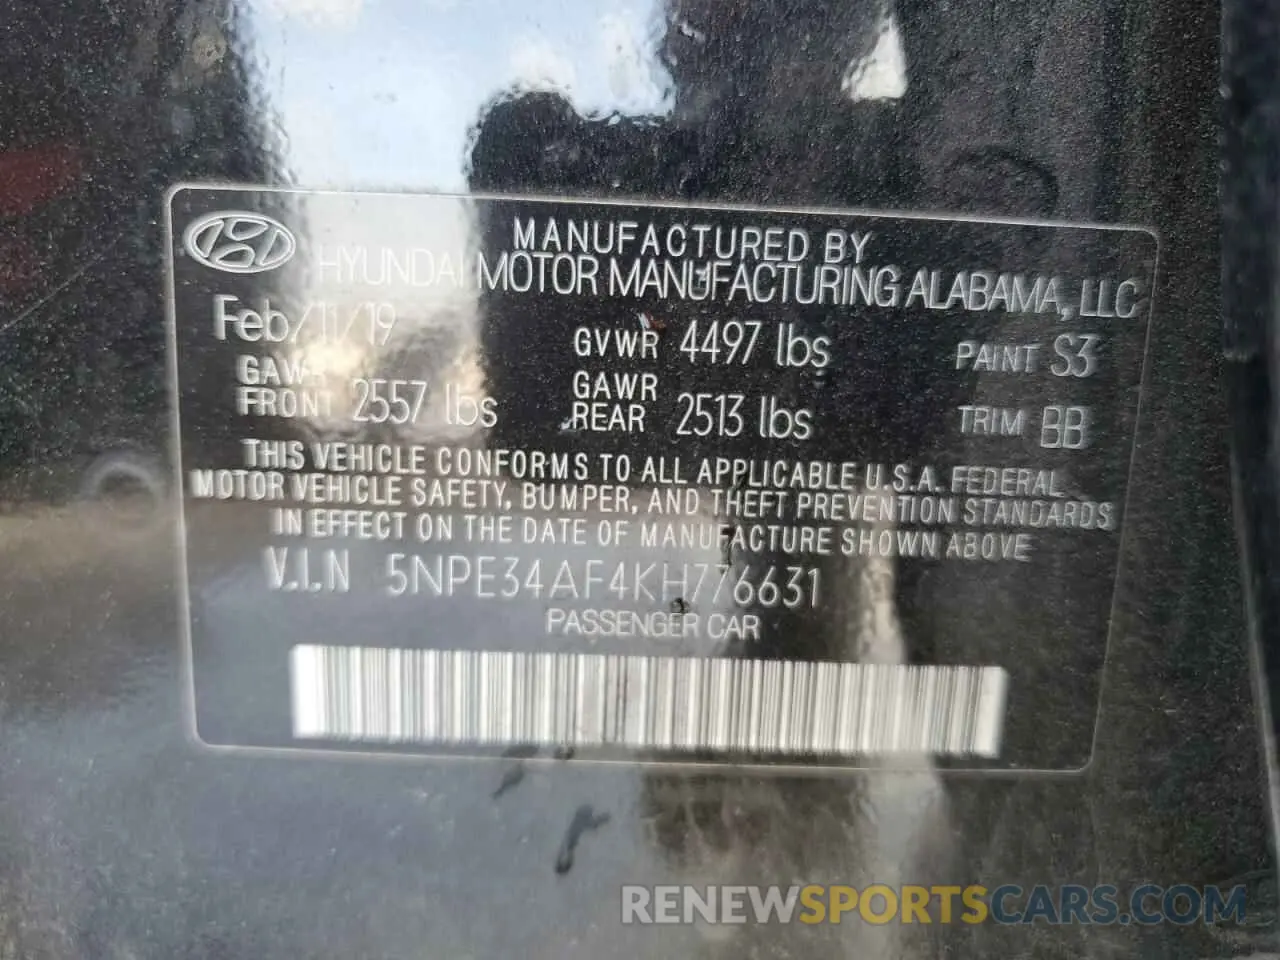 MANUFACTURED BY
HYUNDAI MOTOR MANUFACTURING ALABAMA, LLC
Feb/11/19 GVWR 4497 lbs PAINT S3
GAWR FRONT 2557 lbs GAWR REAR 2513 lbs TRIM BB
THIS VEHICLE CONFORMS TO ALL APPLICABLE U.S.A. FEDERAL
MOTOR VEHICLE SAFETY, BUMPER, AND THEFT PREVENTION STANDARDS
IN EFFECT ON THE DATE OF MANUFACTURE SHOWN ABOVE
V.I.N 5NPE34AF4KH776631
PASSENGER CAR
RENEWSPORTSCARS.COM